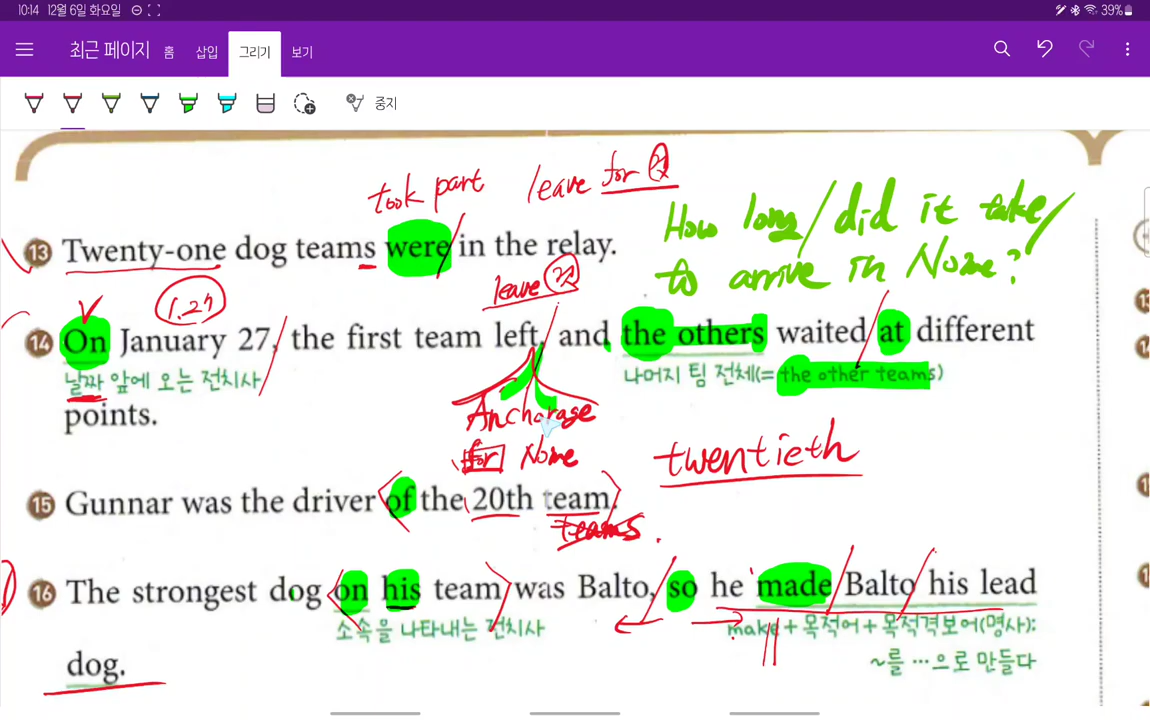 10:14 12월 6일 화요일 39%
최근 페이지 홈 삽입 그리기 보기
중지
took part leave for 곳
How long/did it take/
to arrive in Nome?
13 Twenty-one dog teams were/in the relay.
leave 곳
1.27
14 On January 27, the first team left, and the others waited at different
날짜 앞에 오는 전치사 나머지 팀 전체(= the other teams)
points.
Anchorage
for Nome
twentieth
15 Gunnar was the driver of the 20th team.
teams.
16 The strongest dog on his team was Balto, so he made Balto his lead
소속을 나타내는 전치사 make + 목적어 + 목적격보어(명사):
~를 …으로 만들다
dog.